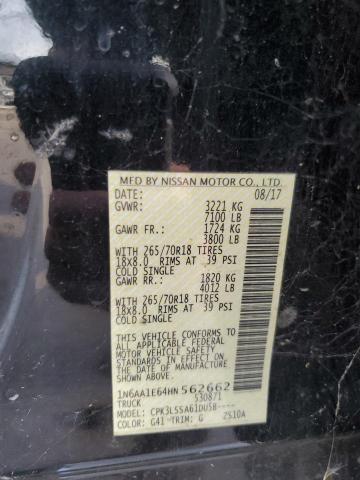 MFD BY NISSAN MOTOR CO., LTD.
DATE: 08/17
GVWR: 3221 KG
7100 LB
GAWR FR.: 1724 KG
3800 LB
WITH 265/70R18 TIRES
18x8.0 RIMS AT 39 PSI
COLD SINGLE
GAWR RR.: 1820 KG
4012 LB
WITH 265/70R18 TIRES
18x8.0 RIMS AT 39 PSI
COLD SINGLE
THIS VEHICLE CONFORMS TO
ALL APPLICABLE FEDERAL
MOTOR VEHICLE SAFETY
STANDARDS IN EFFECT ON
THE DATE OF MANUFACTURE
SHOWN ABOVE.
1N6AA1E64HN562662
TRUCK 530871
MODEL: CPK3L5SA61DU5B----
COLOR: G41 TRIM: G 2S10A